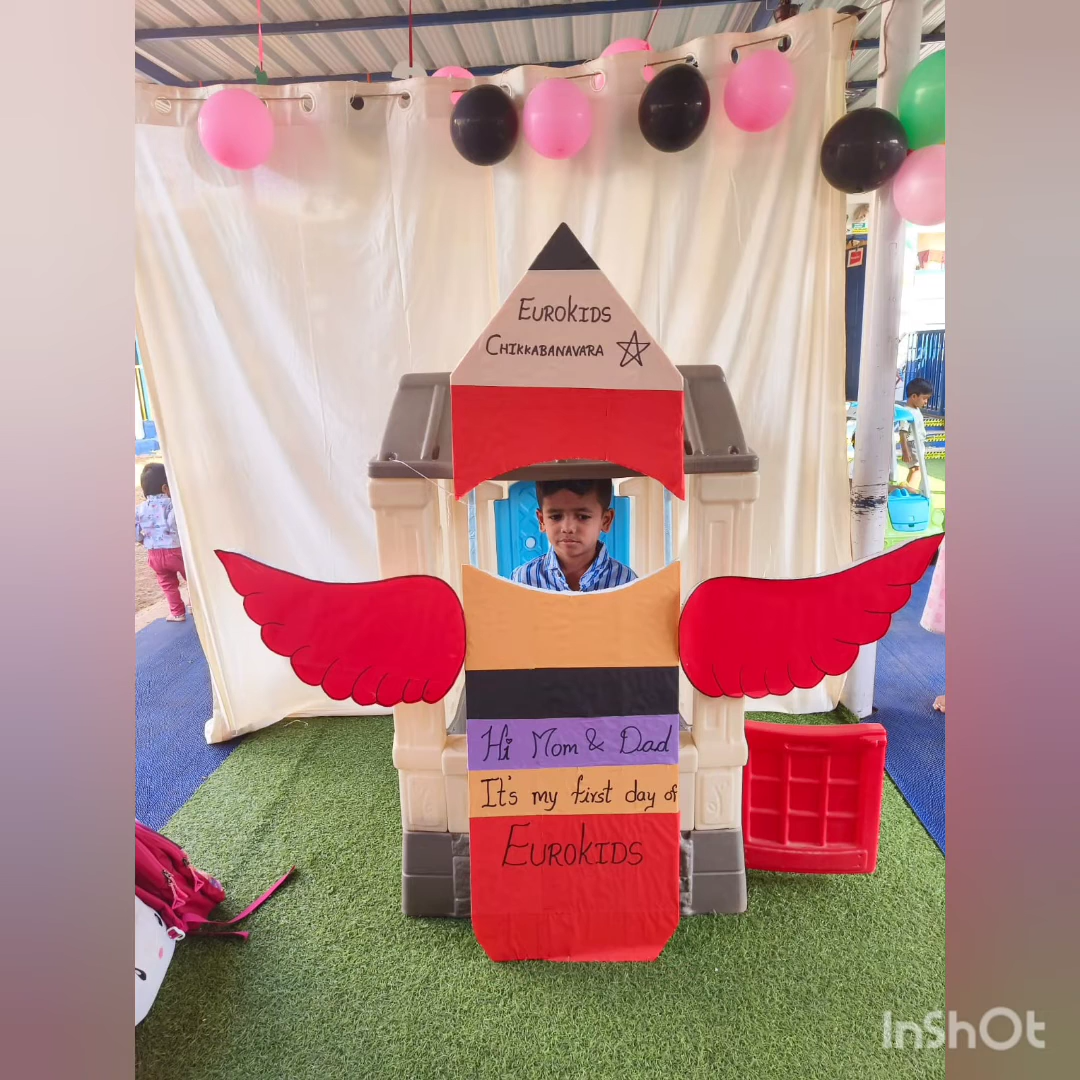 EUROKIDS
CHIKKABANAVARA
Hi Mom & Dad
It's my first day of
EUROKIDS
InShOt